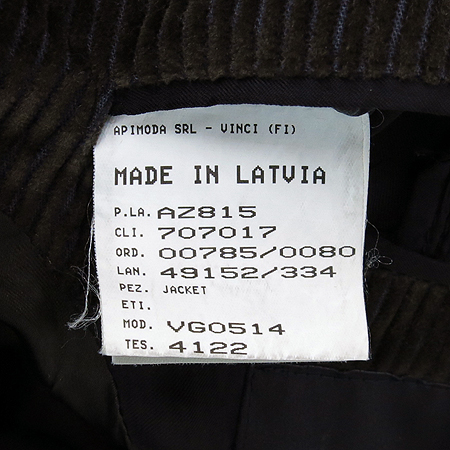 APIMODA SRL - VINCI (FI)
MADE IN LATVIA
P.LA. AZ815
CLI. 707017
ORD. 00785/0080
LAN. 49152/334
PEZ. JACKET
ETI.
MOD. VG0514
TES. 4122